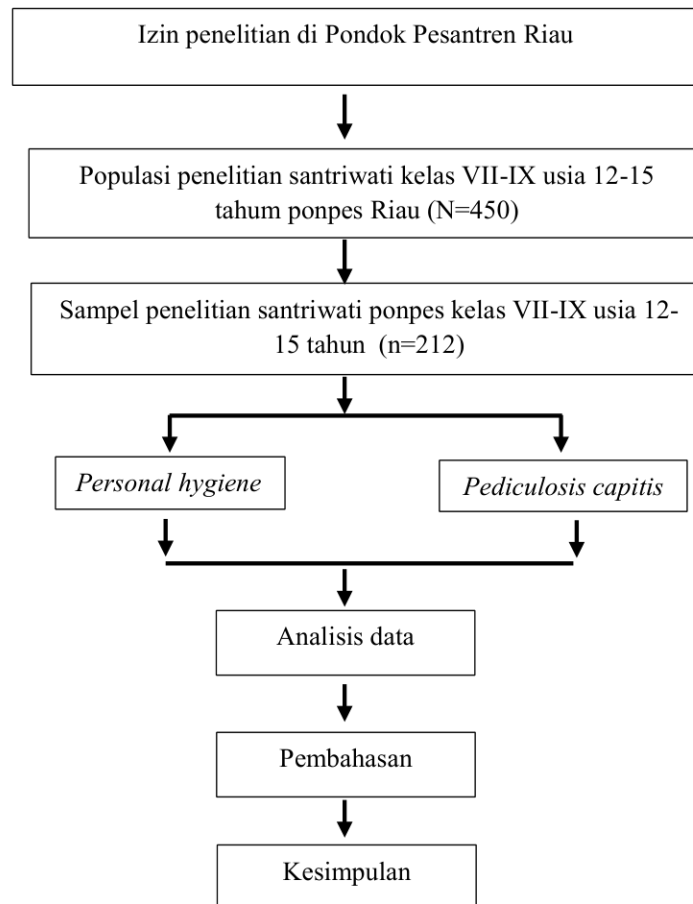 Izin penelitian di Pondok Pesantren Riau
Populasi penelitian santriwati kelas VII-IX usia 12-15
tahum ponpes Riau (N=450)
Sampel penelitian santriwati ponpes kelas VII-IX usia 12-
15 tahun (n=212)
Personal hygiene
Pediculosis capitis
Analisis data
Pembahasan
Kesimpulan